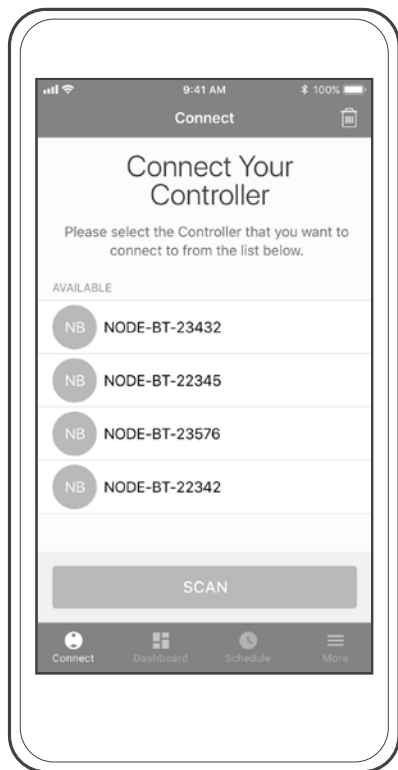 9:41 AM
100%
Connect
Connect Your
Controller
Please select the Controller that you want to
connect to from the list below.
AVAILABLE
NB NODE-BT-23432
NB NODE-BT-22345
NB NODE-BT-23576
NB NODE-BT-22342
SCAN
Connect Dashboard Schedule More